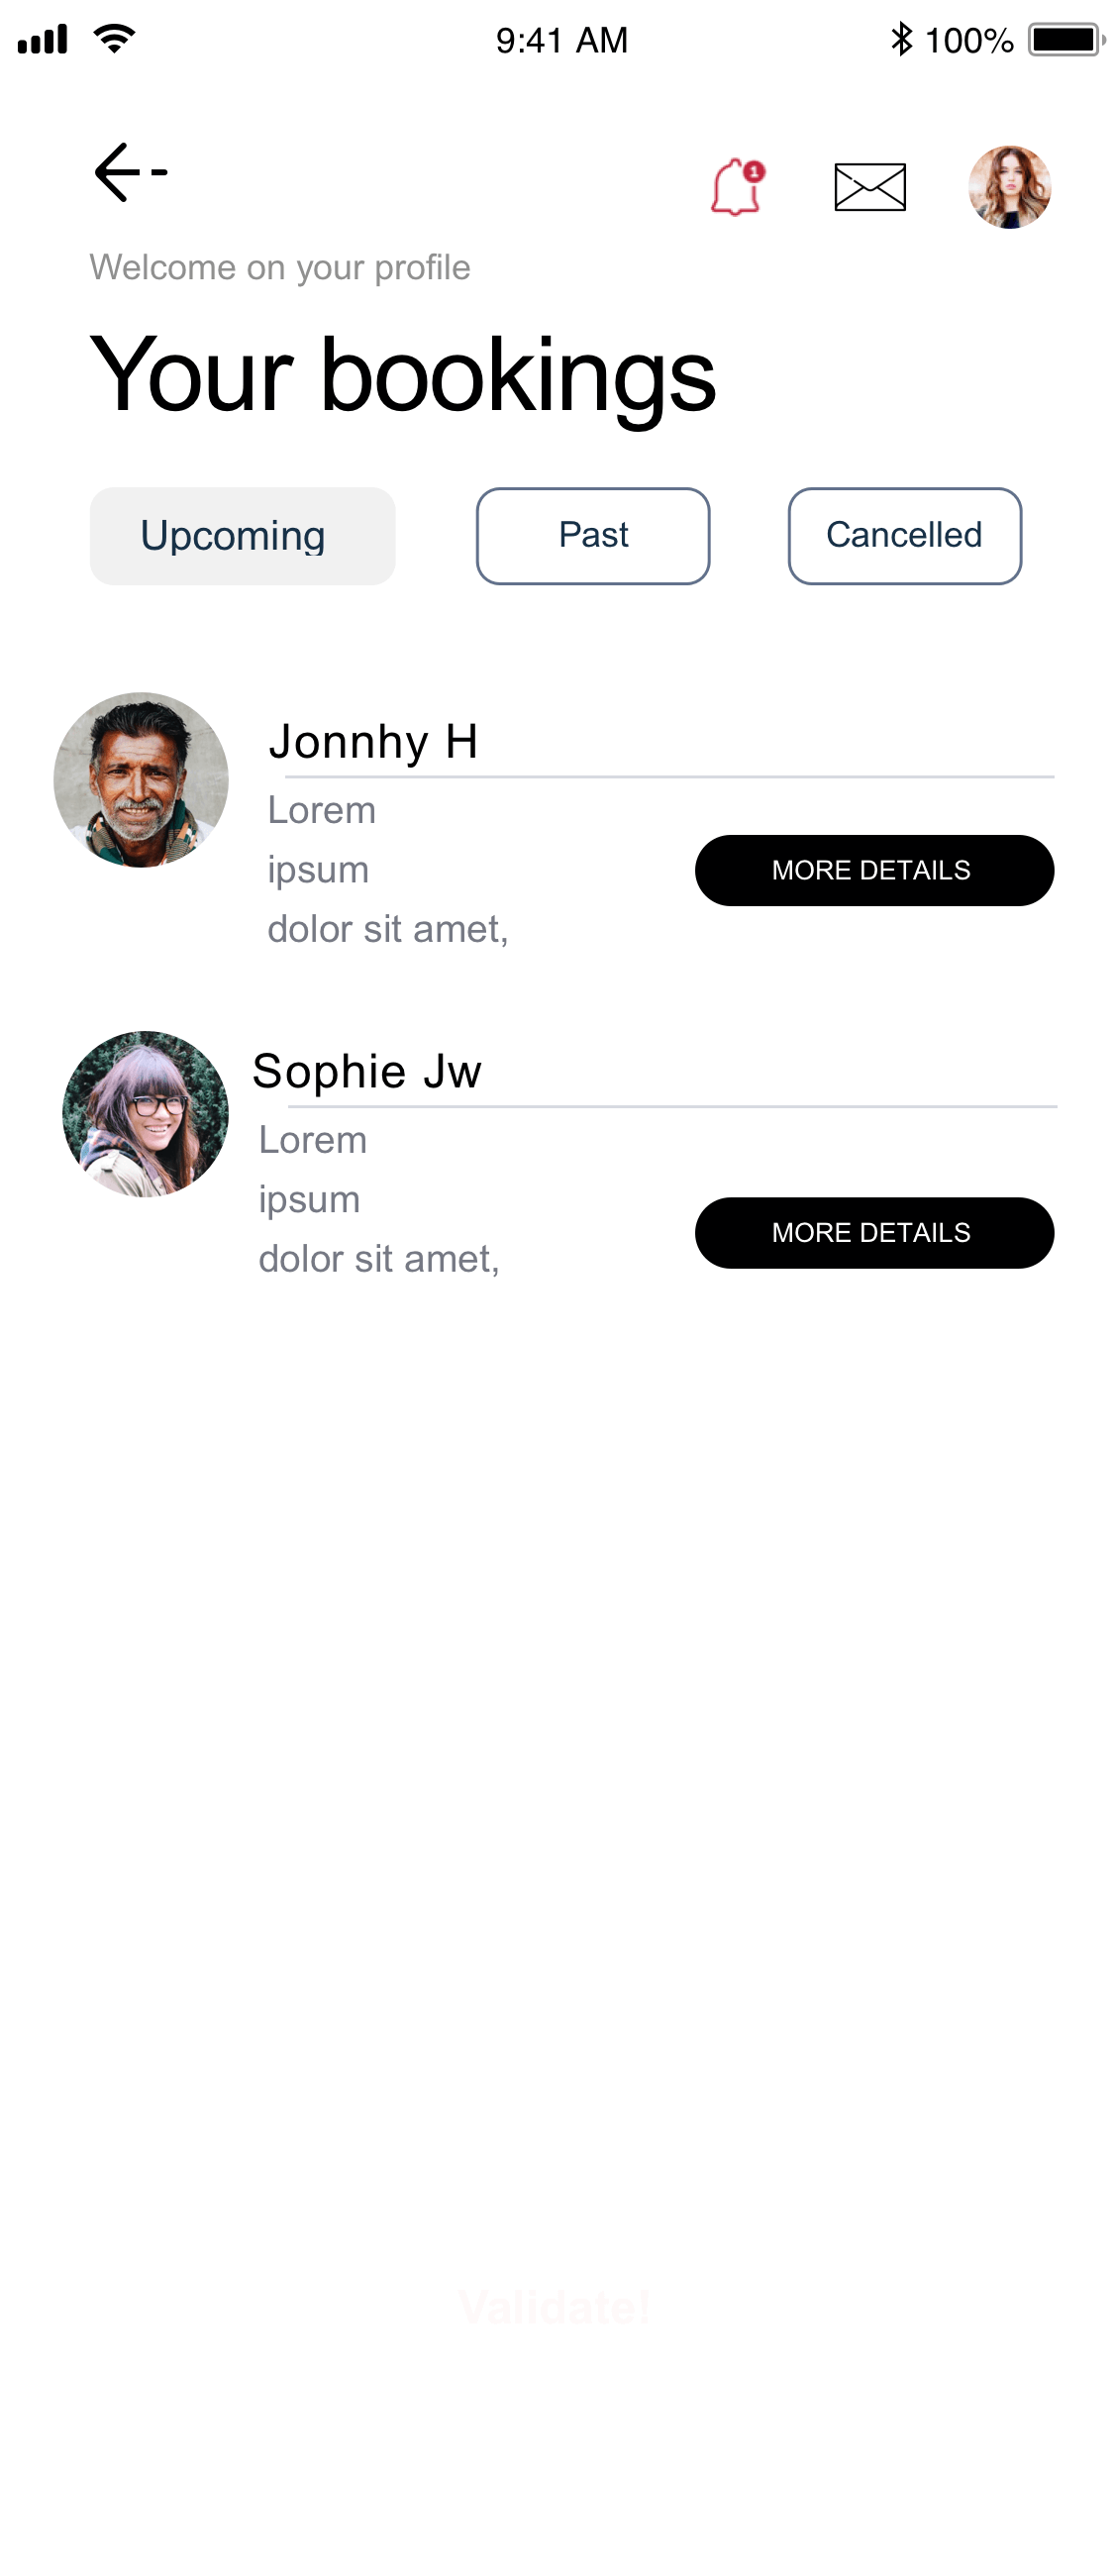 9:41 AM
100%
1
Welcome on your profile
Your bookings
Upcoming
Past
Cancelled
Jonnhy H
Lorem
ipsum
dolor sit amet,
MORE DETAILS
Sophie Jw
Lorem
ipsum
dolor sit amet,
MORE DETAILS
Validate!